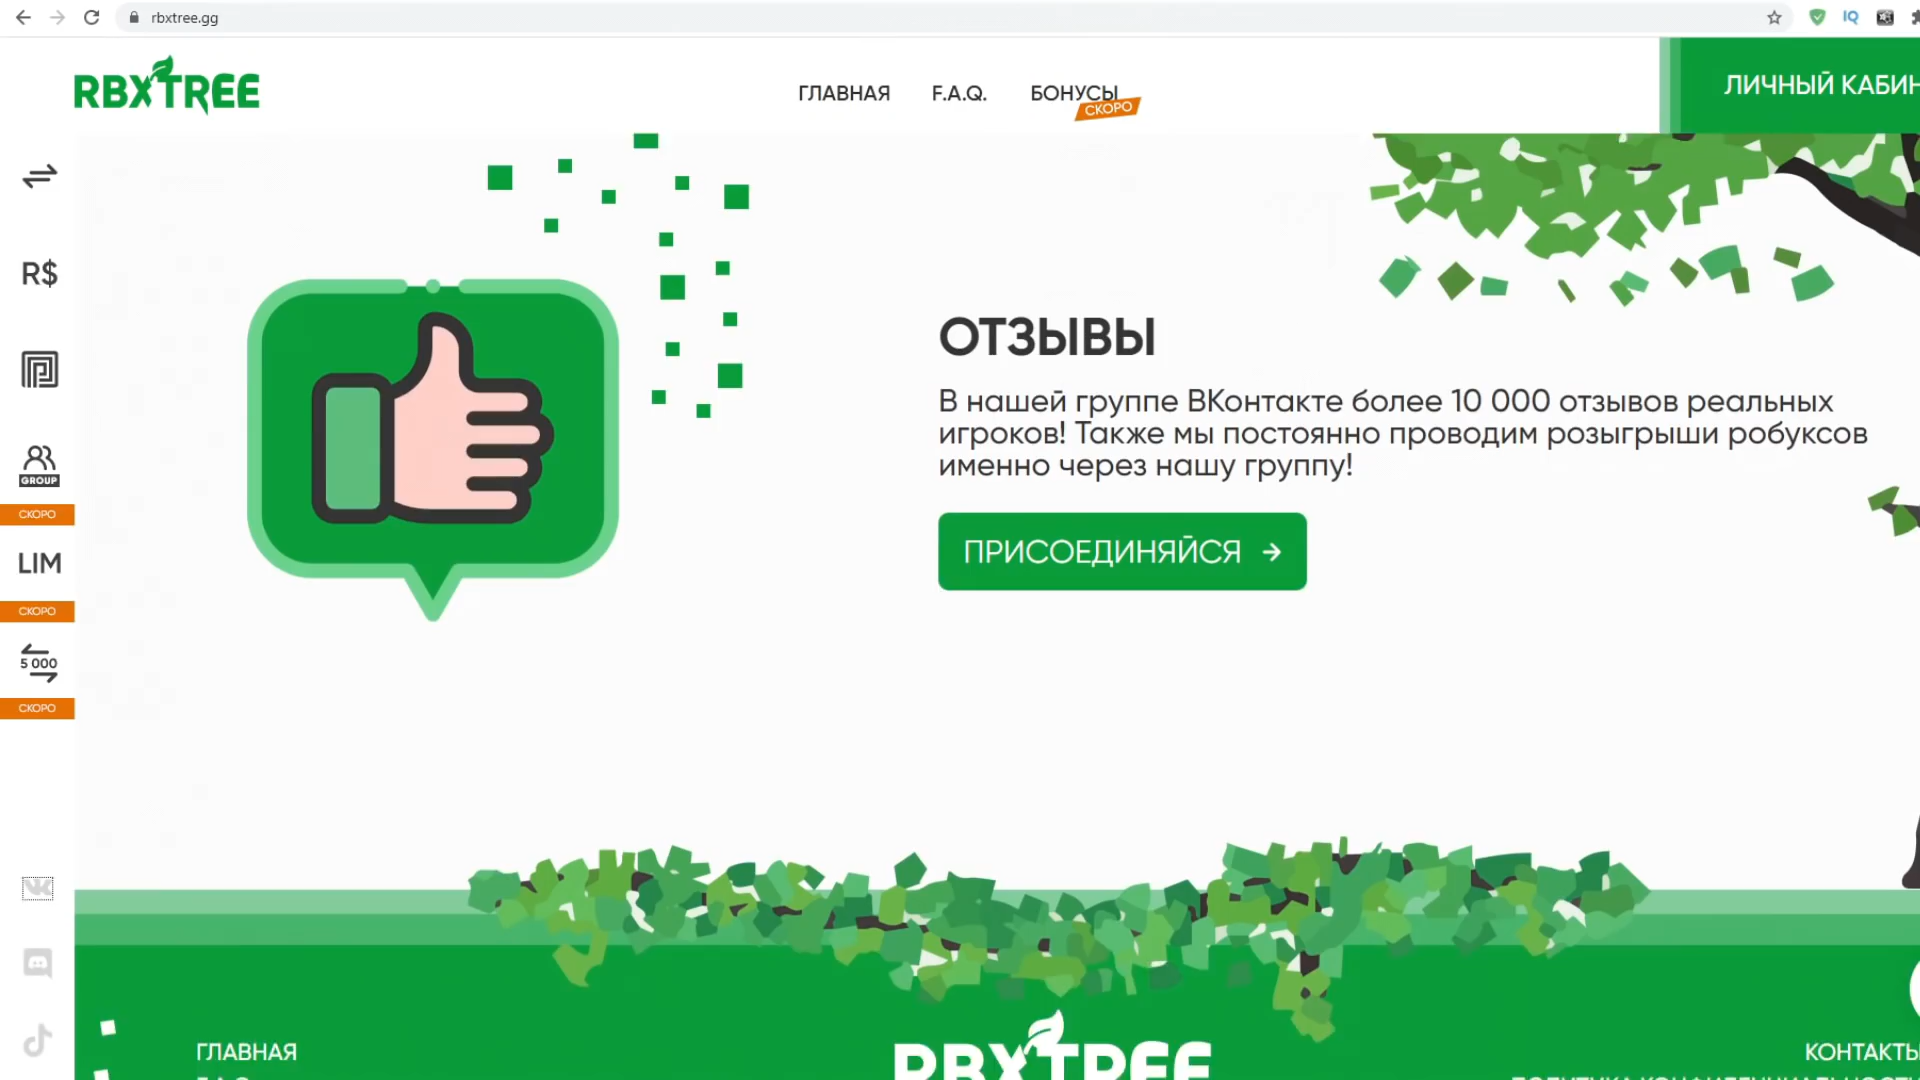 rbxtree.gg
IQ
RBXTREE
ГЛАВНАЯ
F.A.Q.
БОНУСЫ
СКОРО
ЛИЧНЫЙ КАБИН
R$
GROUP
СКОРО
LIM
СКОРО
5 000
СКОРО
ОТЗЫВЫ
В нашей группе ВКонтакте более 10 000 отзывов реальных
игроков! Также мы постоянно проводим розыгрыши робуксов
именно через нашу группу!
ПРИСОЕДИНЯЙСЯ
ГЛАВНАЯ
RBXTREE
КОНТАКТЫ